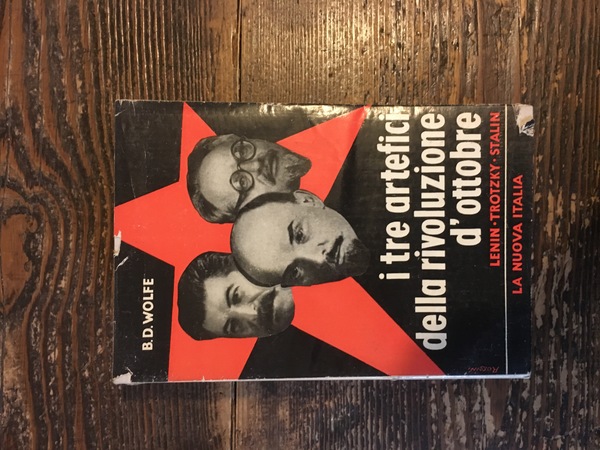 B.D. WOLFE
i tre artefici
della rivoluzione
d'ottobre
LENIN · TROTZKY · STALIN
LA NUOVA ITALIA